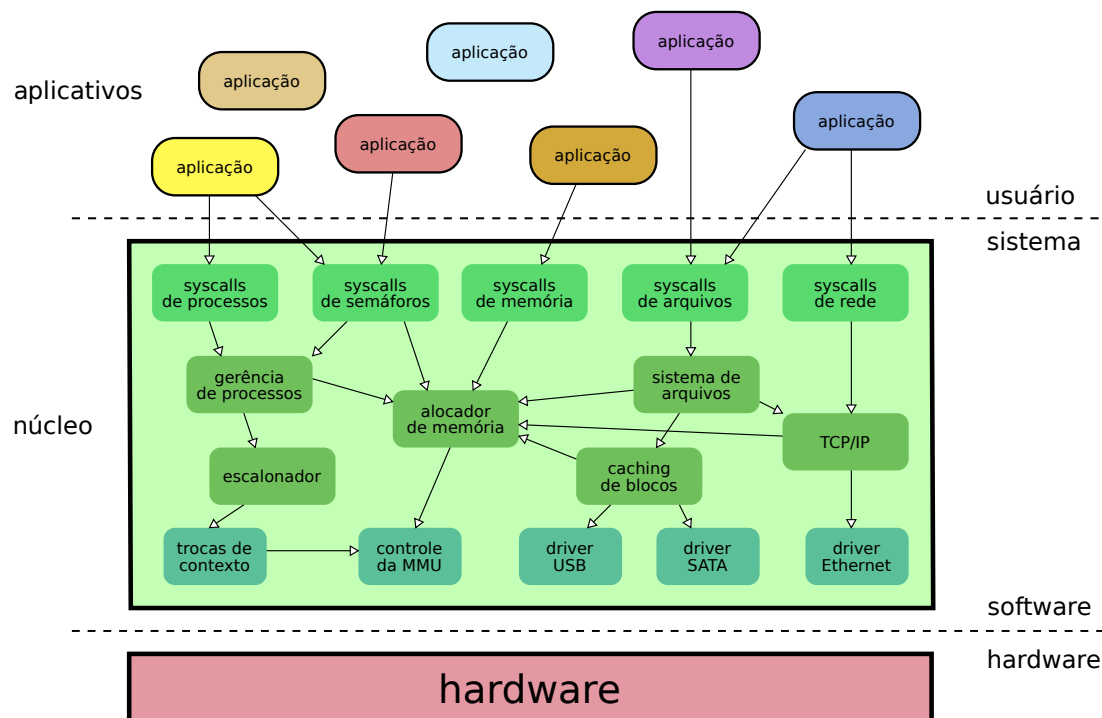 aplicação
aplicação
aplicação
aplicativos
aplicação
aplicação
aplicação
aplicação
usuário
sistema
syscalls
de processos
syscalls
de semáforos
syscalls
de memória
syscalls
de arquivos
syscalls
de rede
gerência
de processos
sistema de
arquivos
núcleo
alocador
de memória
TCP/IP
escalonador
caching
de blocos
trocas de
contexto
controle
da MMU
driver
USB
driver
SATA
driver
Ethernet
software
hardware
hardware